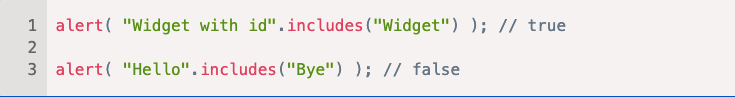 1 alert( "Widget with id".includes("Widget") ); // true
2
3 alert( "Hello".includes("Bye") ); // false